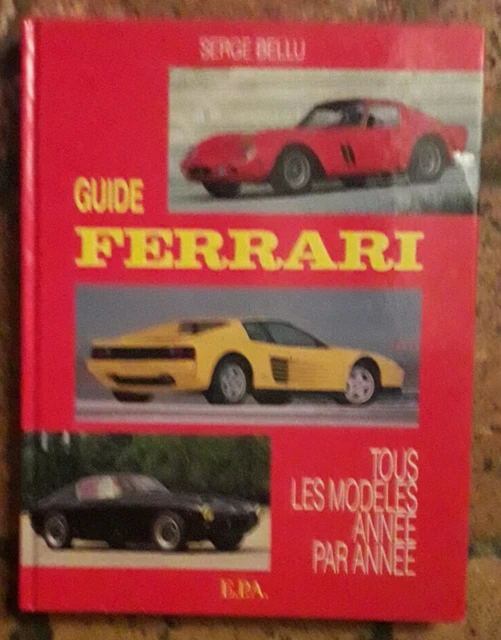 SERGE BELLU
GUIDE
FERRARI
TOUS
LES MODELES
ANNEE
PAR ANNEE
E.P.A.